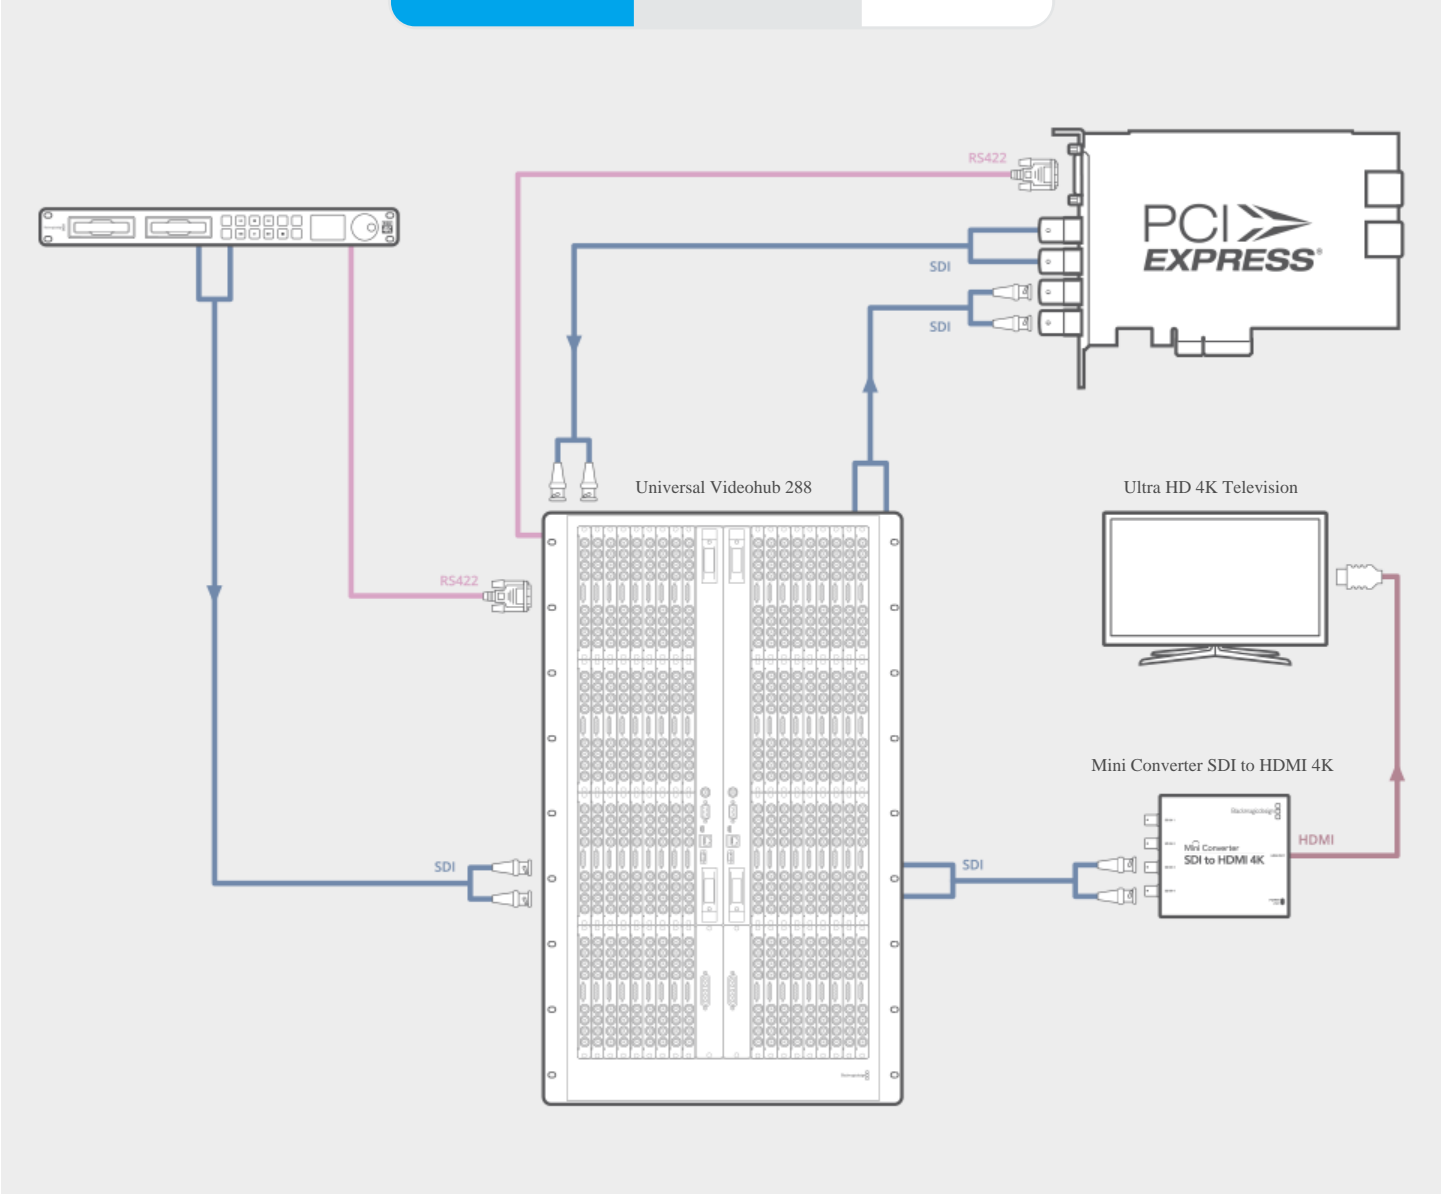 RS422
PCI
EXPRESS®
SDI
SDI
Universal Videohub 288
Ultra HD 4K Television
RS422
Mini Converter SDI to HDMI 4K
Blackmagicdesign
HDMI
Mini Converter
SDI to HDMI 4K
SDI
SDI